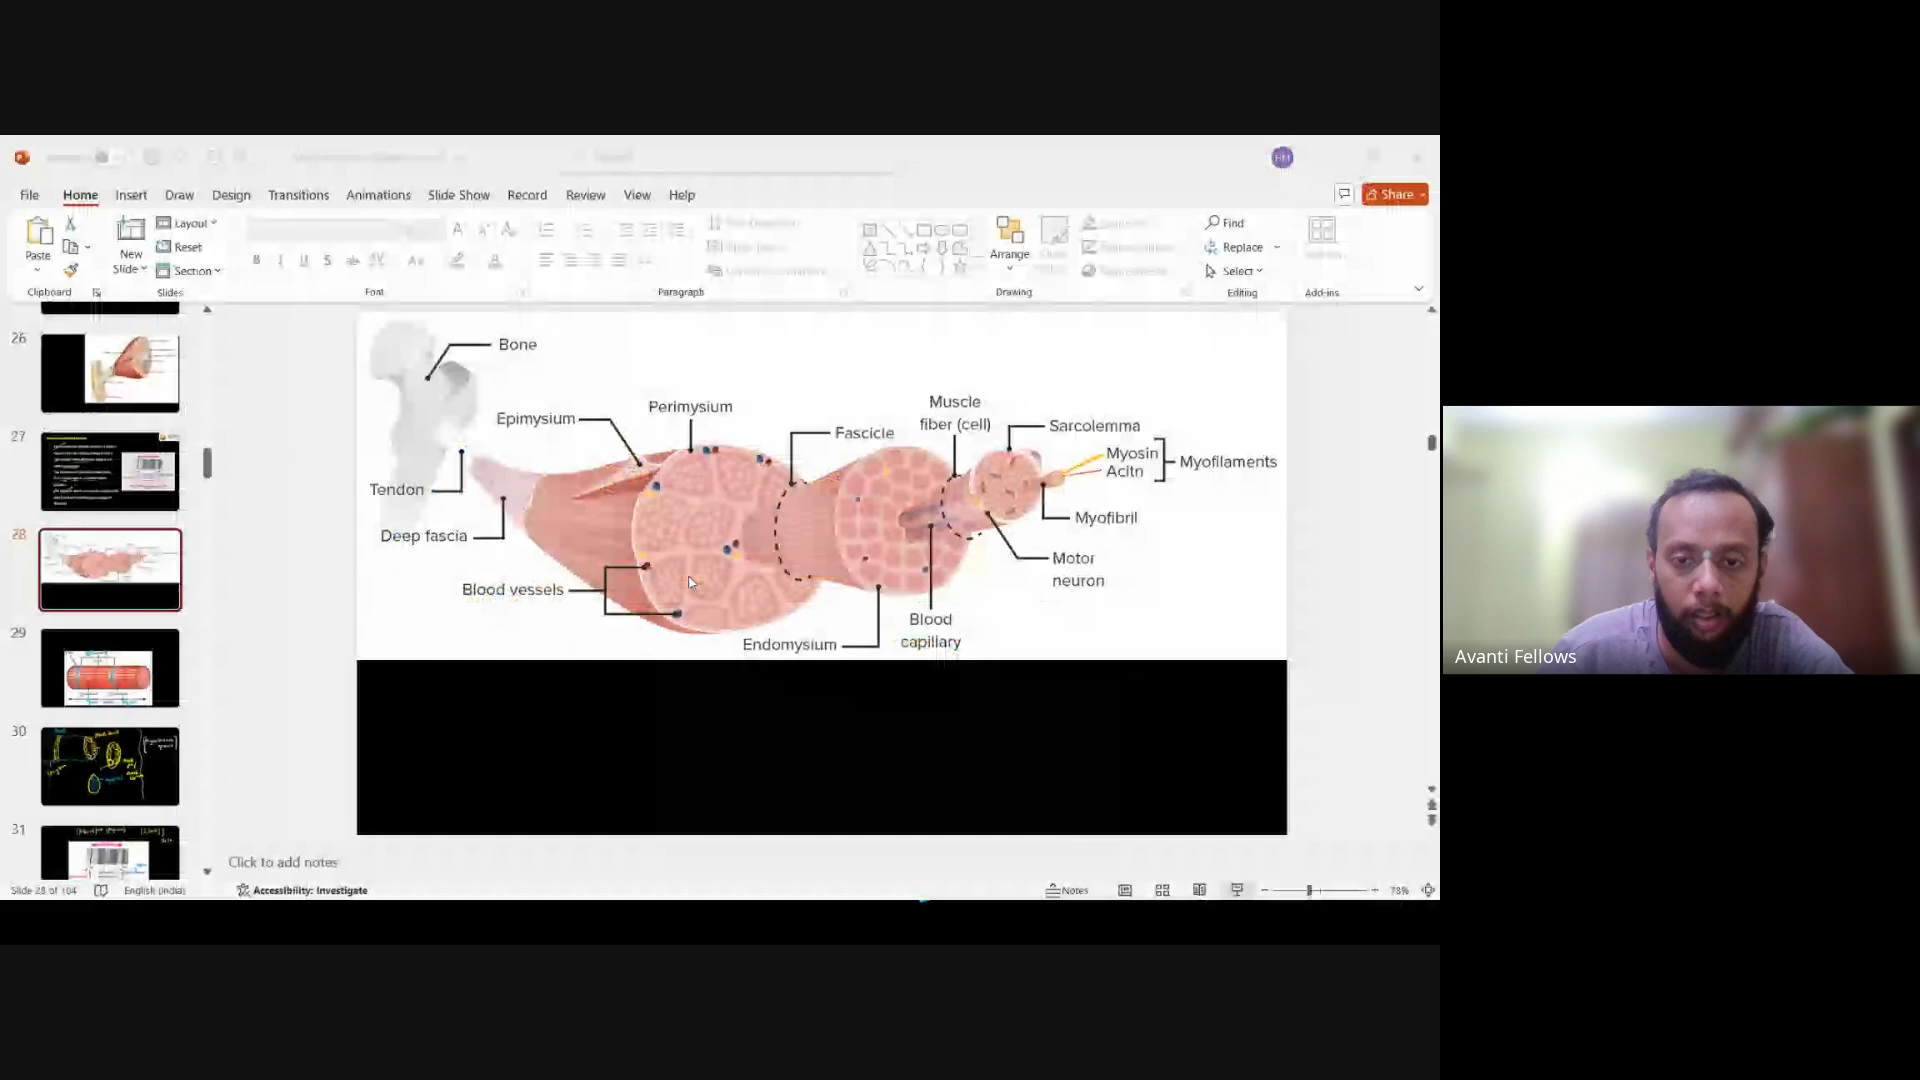 HM
File Home Insert Draw Design Transitions Animations Slide Show Record Review View Help
Share
Paste
New
Slide
Layout
Reset
Section
Arrange
Find
Replace
Select
Clipboard Slides Font Paragraph Drawing Editing Add-ins
26
27
28
29
30
31
Bone
Epimysium
Perimysium
Fascicle
Muscle
fiber (cell)
Sarcolemma
Myosin
Acitn
Myofilaments
Tendon
Deep fascia
Myofibril
Motor
neuron
Blood vessels
Endomysium
Blood
capillary
Click to add notes
Slide 28 of 104 English (India) Accessibility: Investigate Notes 78%
Avanti Fellows